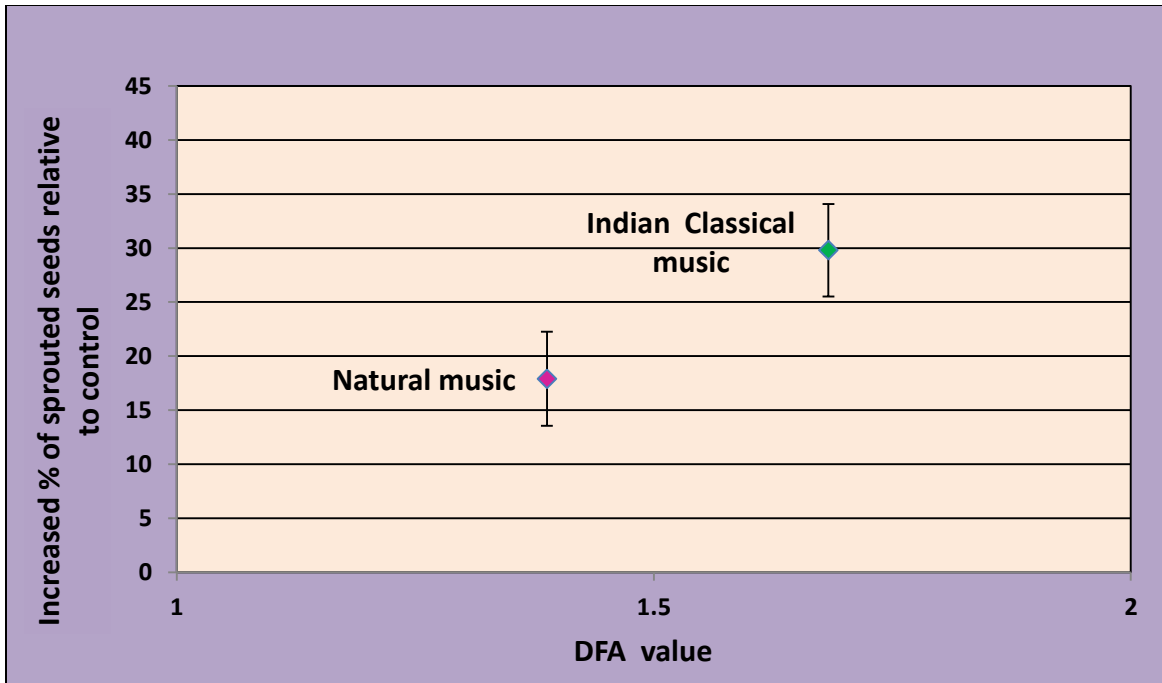 Increased % of sprouted seeds relative
to control
45
40
35
30
25
20
15
10
5
0
Indian Classical
music
Natural music
1
1.5
2
DFA value